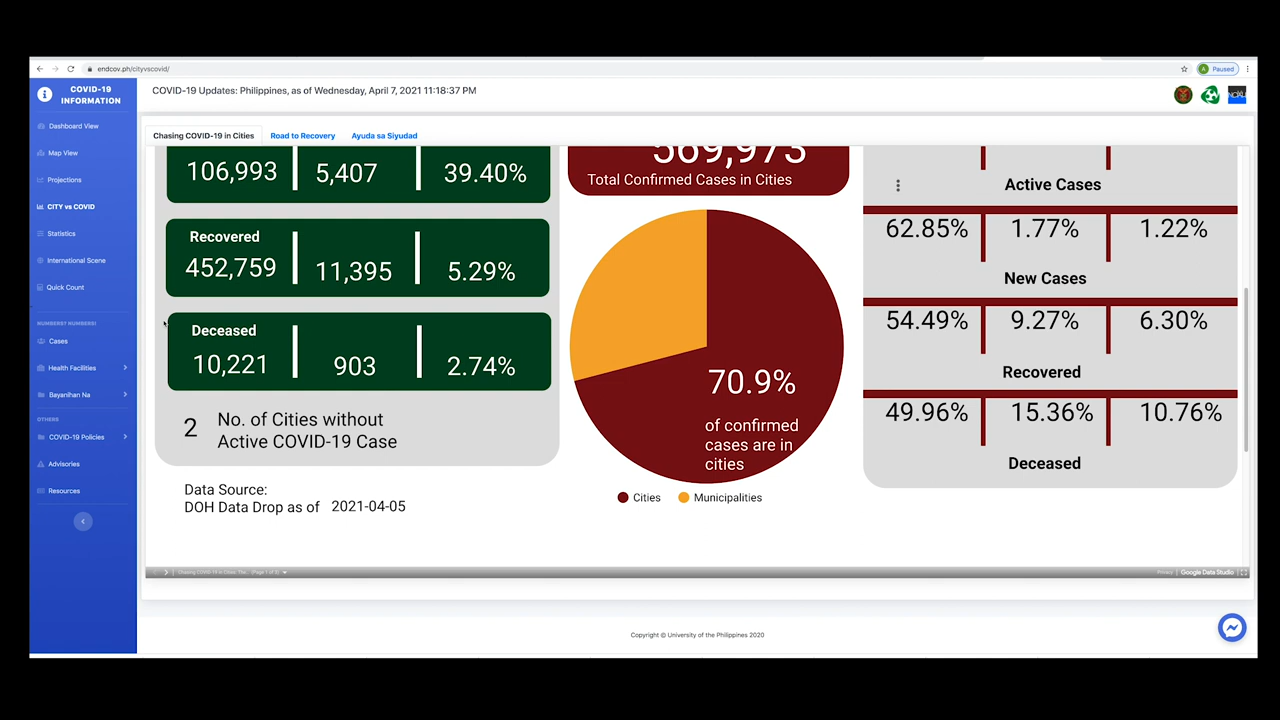 endcov.ph/cityvscovid/
Paused
COVID-19
INFORMATION
Dashboard View
Map View
Projections
CITY vs COVID
Statistics
International Scene
Quick Count
NUMBERRY NUMBERS!
Cases
Health Facilities
Bayanihan Na
OTHERS
COVID-19 Policies
Advisories
Resources
COVID-19 Updates: Philippines, as of Wednesday, April 7, 2021 11:18:37 PM
Chasing COVID-19 in Cities
Road to Recovery
Ayuda sa Siyudad
106,993 5,407 39.40%
Recovered
452,759 11,395 5.29%
Deceased
10,221 903 2.74%
2 No. of Cities without
Active COVID-19 Case
Data Source:
DOH Data Drop as of 2021-04-05
569,973
Total Confirmed Cases in Cities
70.9%
of confirmed
cases are in
cities
Cities Municipalities
Active Cases
62.85% 1.77% 1.22%
New Cases
54.49% 9.27% 6.30%
Recovered
49.96% 15.36% 10.76%
Deceased
Privacy Google Data Studio
Copyright © University of the Philippines 2020